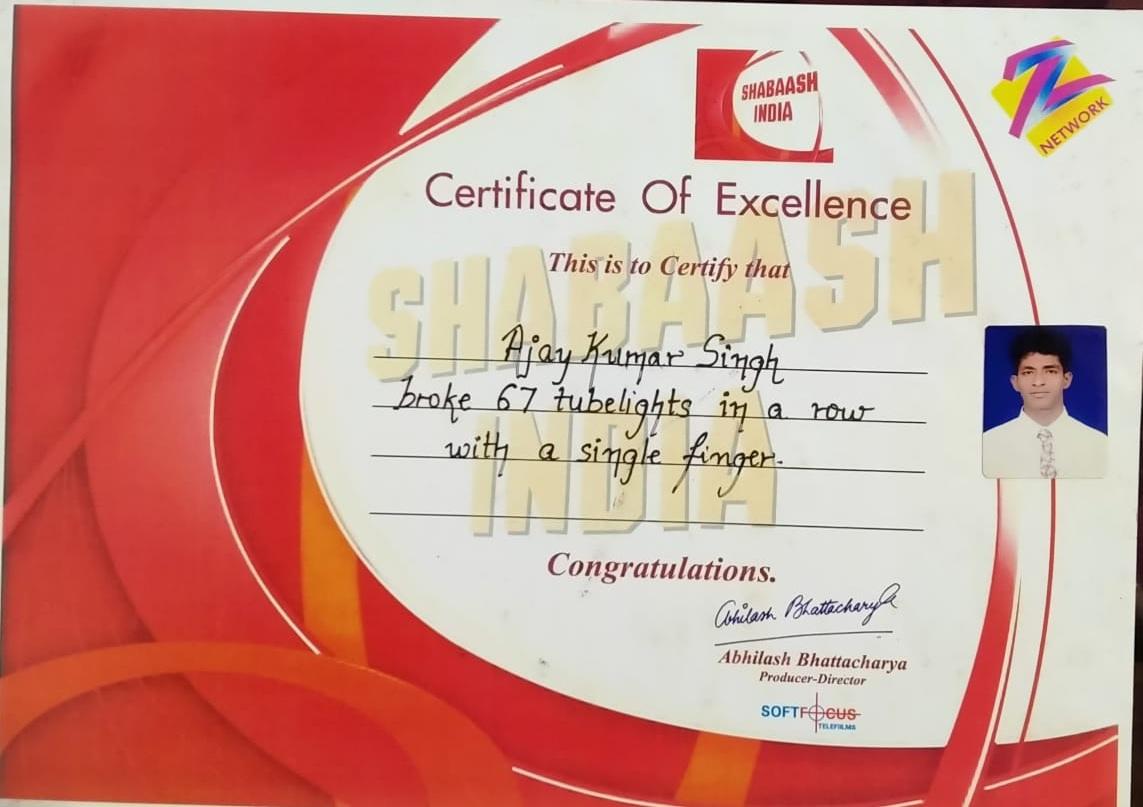 SHABAASH
INDIA
Z
NETWORK
Certificate Of Excellence
This is to Certify that
SHABAASH
INDIA
Ajay Kumar Singh
broke 67 tubelights in a row
with a single finger.
Congratulations.
Abhilash Bhattacharya
Abhilash Bhattacharya
Producer-Director
SOFTFOCUS
TELEFILMS